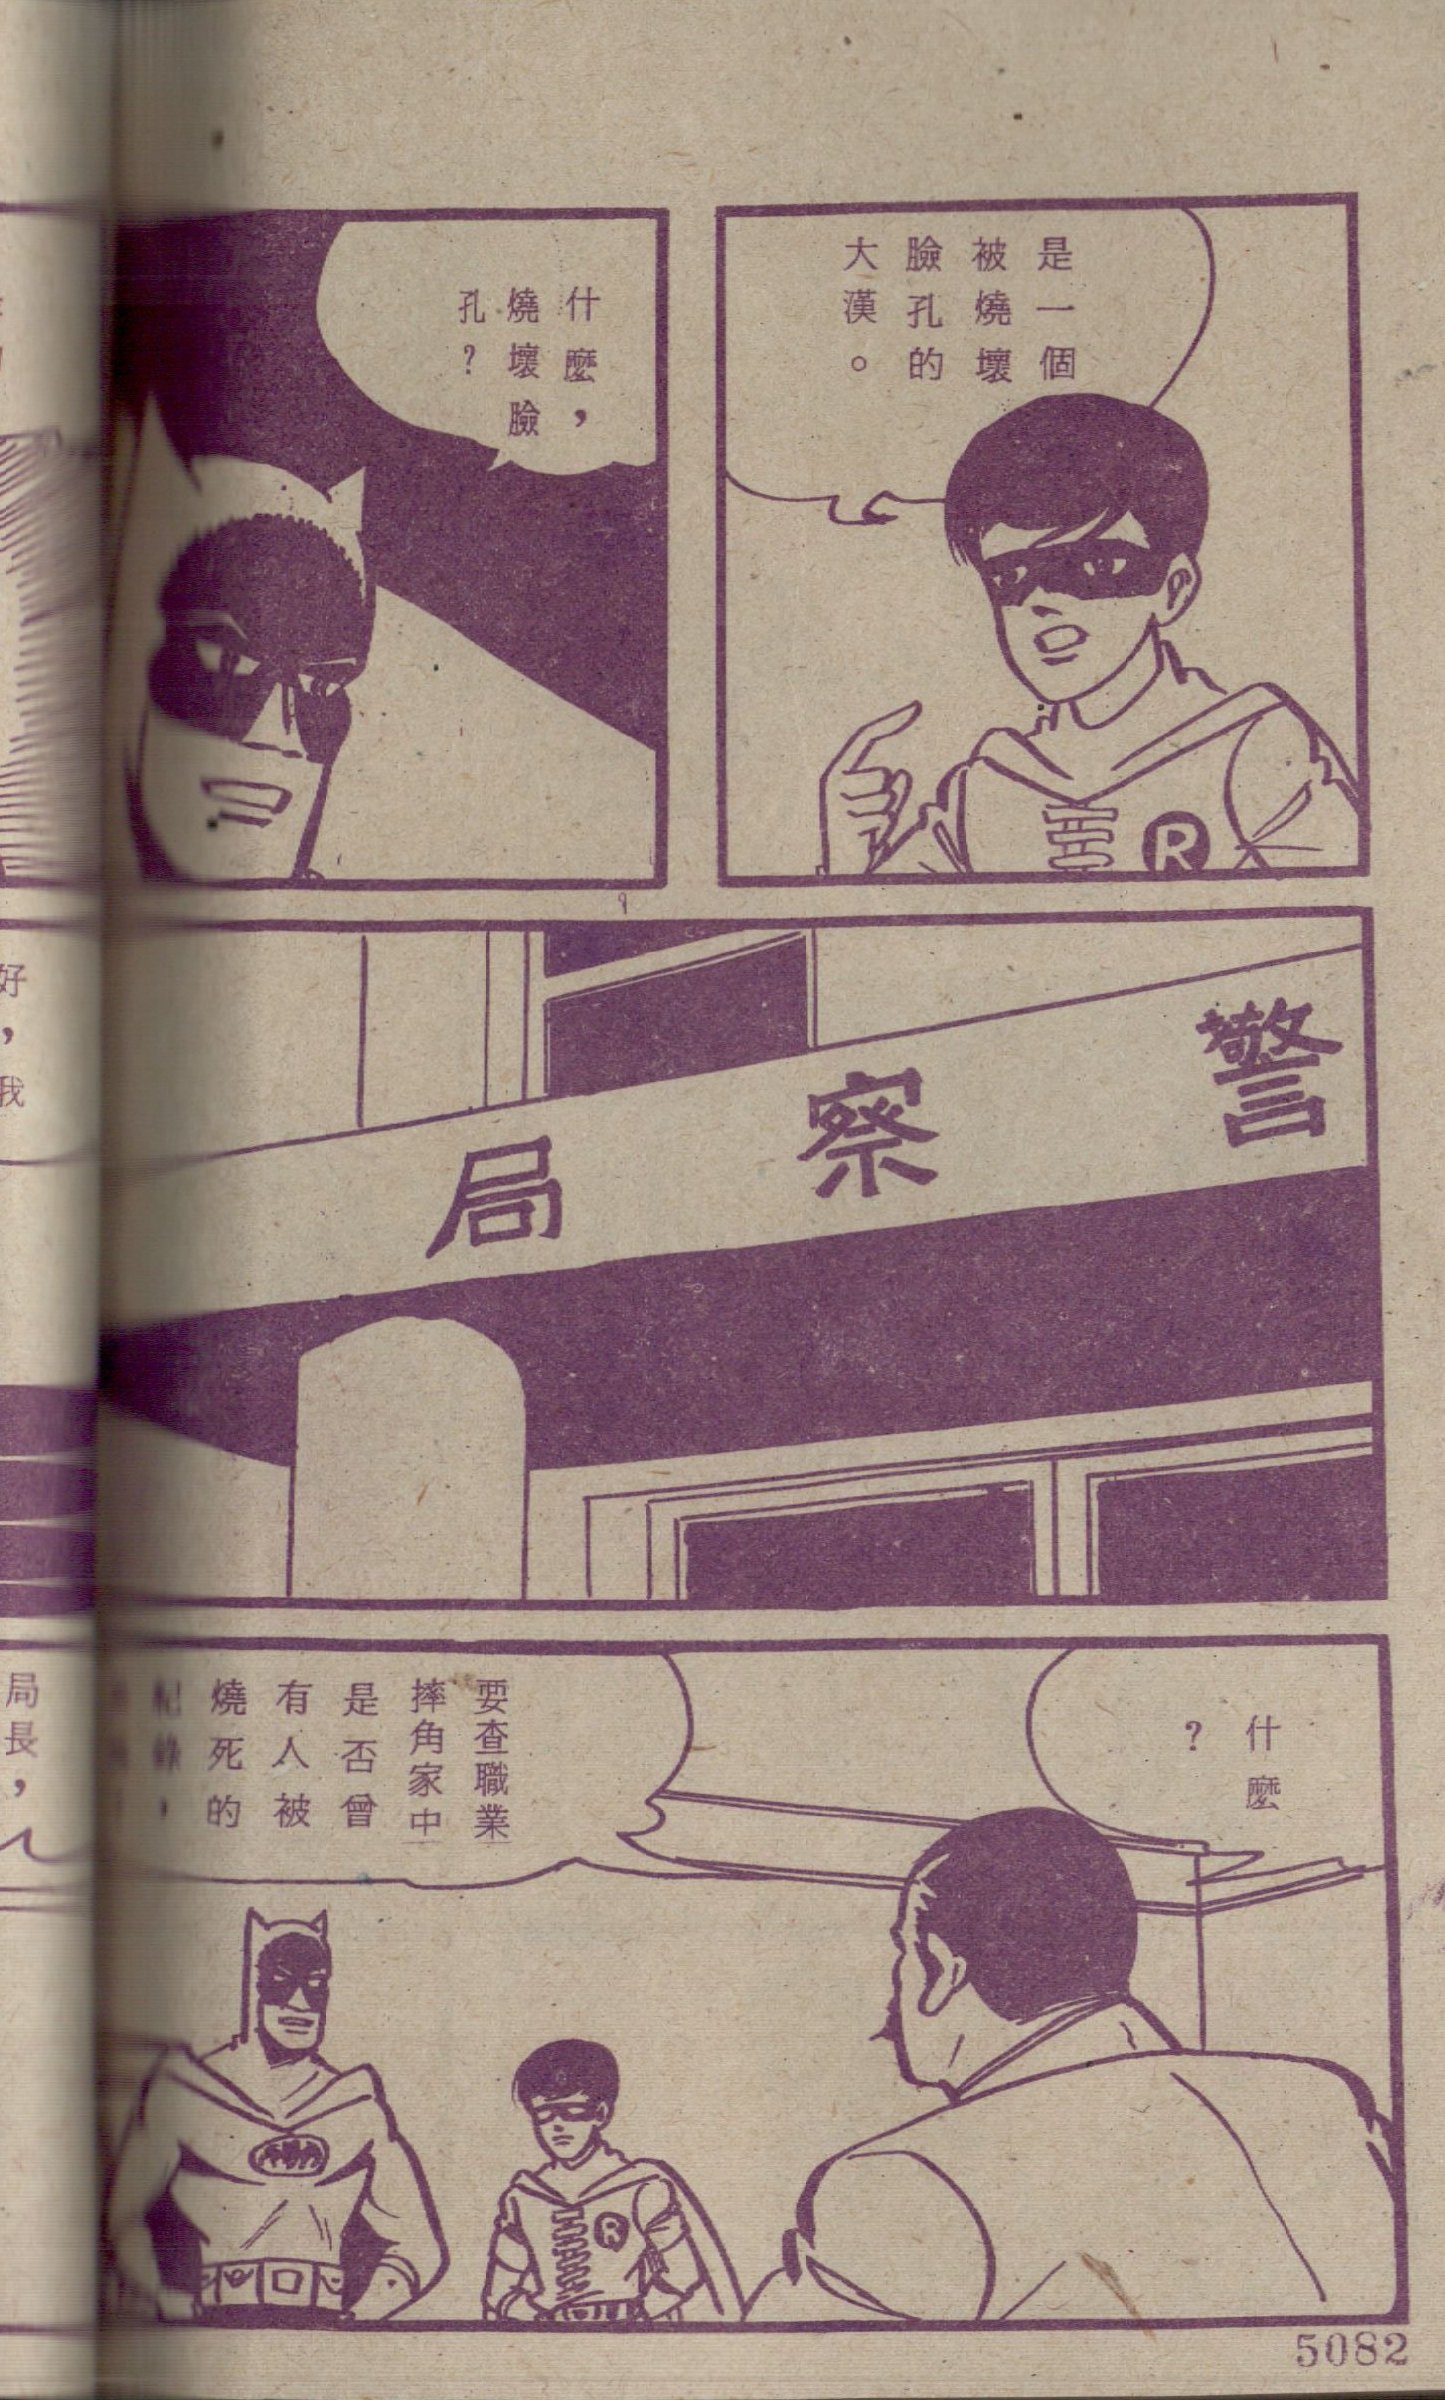 是一個
被燒壞
臉孔的
大漢。
R
什麼，
燒壞臉
孔？
警察局
什麼
？
要查職業
摔角家中
是否曾
有人被
燒死的
紀錄，
R
好，我
局長，
5082